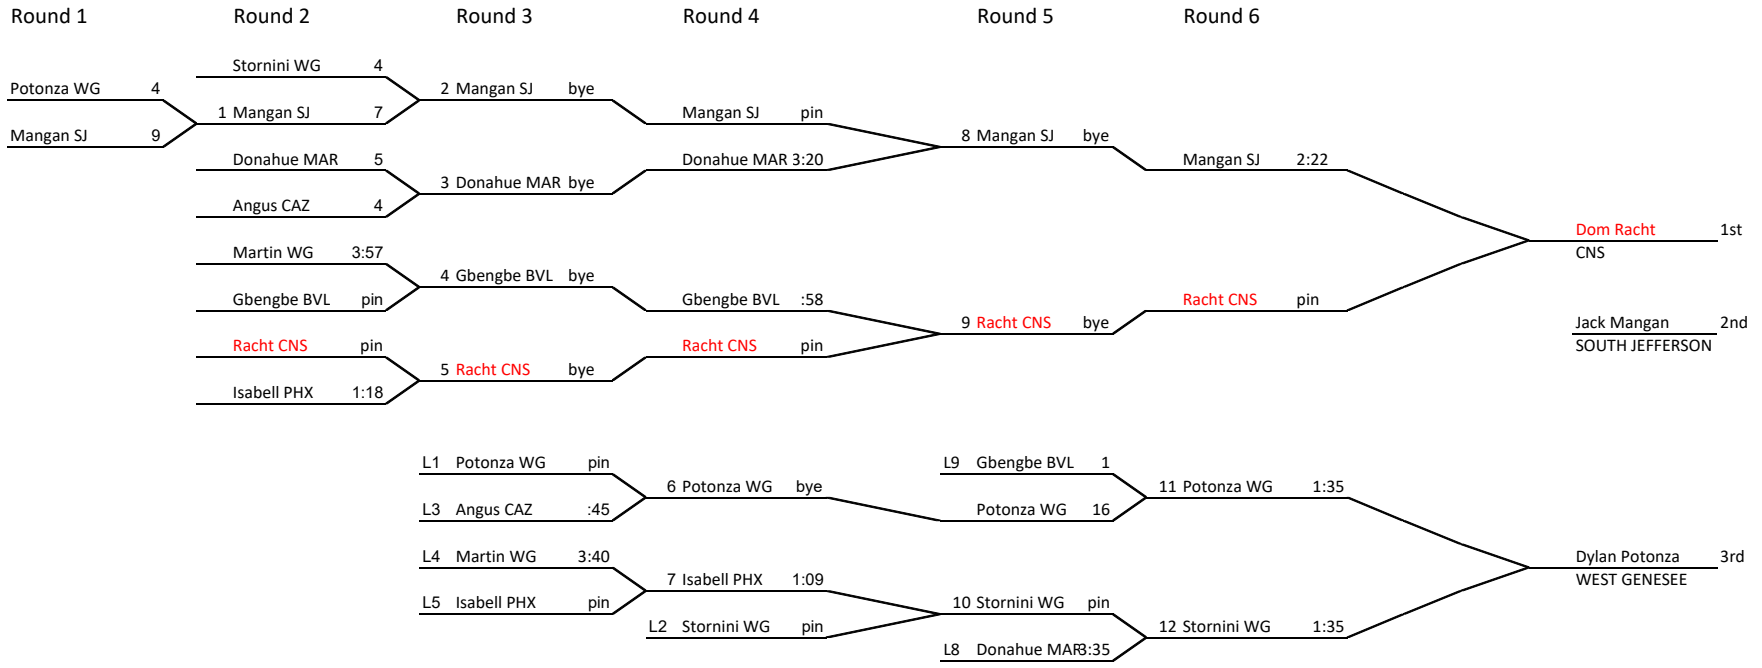 Round 1 Round 2 Round 3 Round 4 Round 5 Round 6
Stornini WG 4
Potonza WG 4 2 Mangan SJ bye
1 Mangan SJ 7 Mangan SJ pin
Mangan SJ 9 8 Mangan SJ bye
Donahue MAR 5 Donahue MAR 3:20 Mangan SJ 2:22
3 Donahue MAR bye
Angus CAZ 4
Dom Racht 1st
Martin WG 3:57 CNS
4 Gbengbe BVL bye
Gbengbe BVL pin Gbengbe BVL :58 Racht CNS pin
9 Racht CNS bye Jack Mangan 2nd
Racht CNS pin Racht CNS pin SOUTH JEFFERSON
5 Racht CNS bye
Isabell PHX 1:18
L1 Potonza WG pin L9 Gbengbe BVL 1
6 Potonza WG bye 11 Potonza WG 1:35
L3 Angus CAZ :45 Potonza WG 16
L4 Martin WG 3:40 Dylan Potonza 3rd
7 Isabell PHX 1:09 WEST GENESEE
L5 Isabell PHX pin 10 Stornini WG pin
L2 Stornini WG pin 12 Stornini WG 1:35
L8 Donahue MAR 3:35